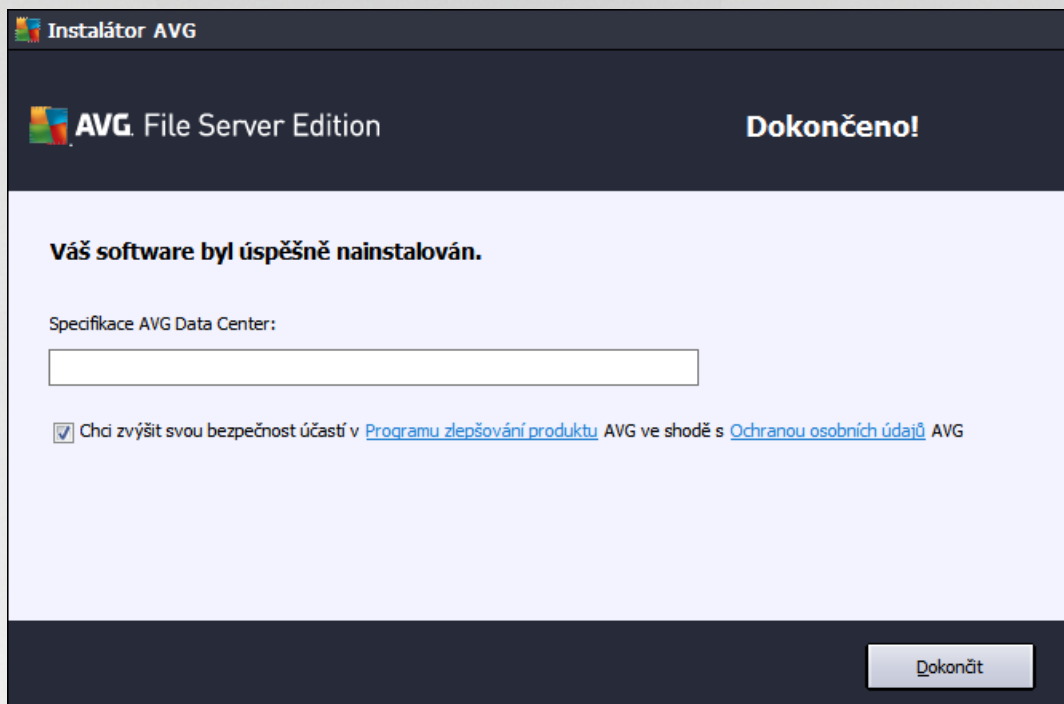 Instalátor AVG
AVG. File Server Edition
Dokončeno!
Váš software byl úspěšně nainstalován.
Specifikace AVG Data Center:
Chci zvýšit svou bezpečnost účastí v Programu zlepšování produktu AVG ve shodě s Ochranou osobních údajů AVG
Dokončit